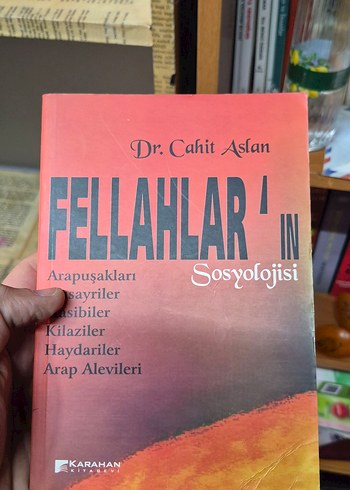 Dr. Cahit Aslan
FELLAHLAR'IN
Sosyolojisi
Arapuşakları
Kilaziler
Haydariler
Arap Alevileri
KARAHAN
KİTABEVİ